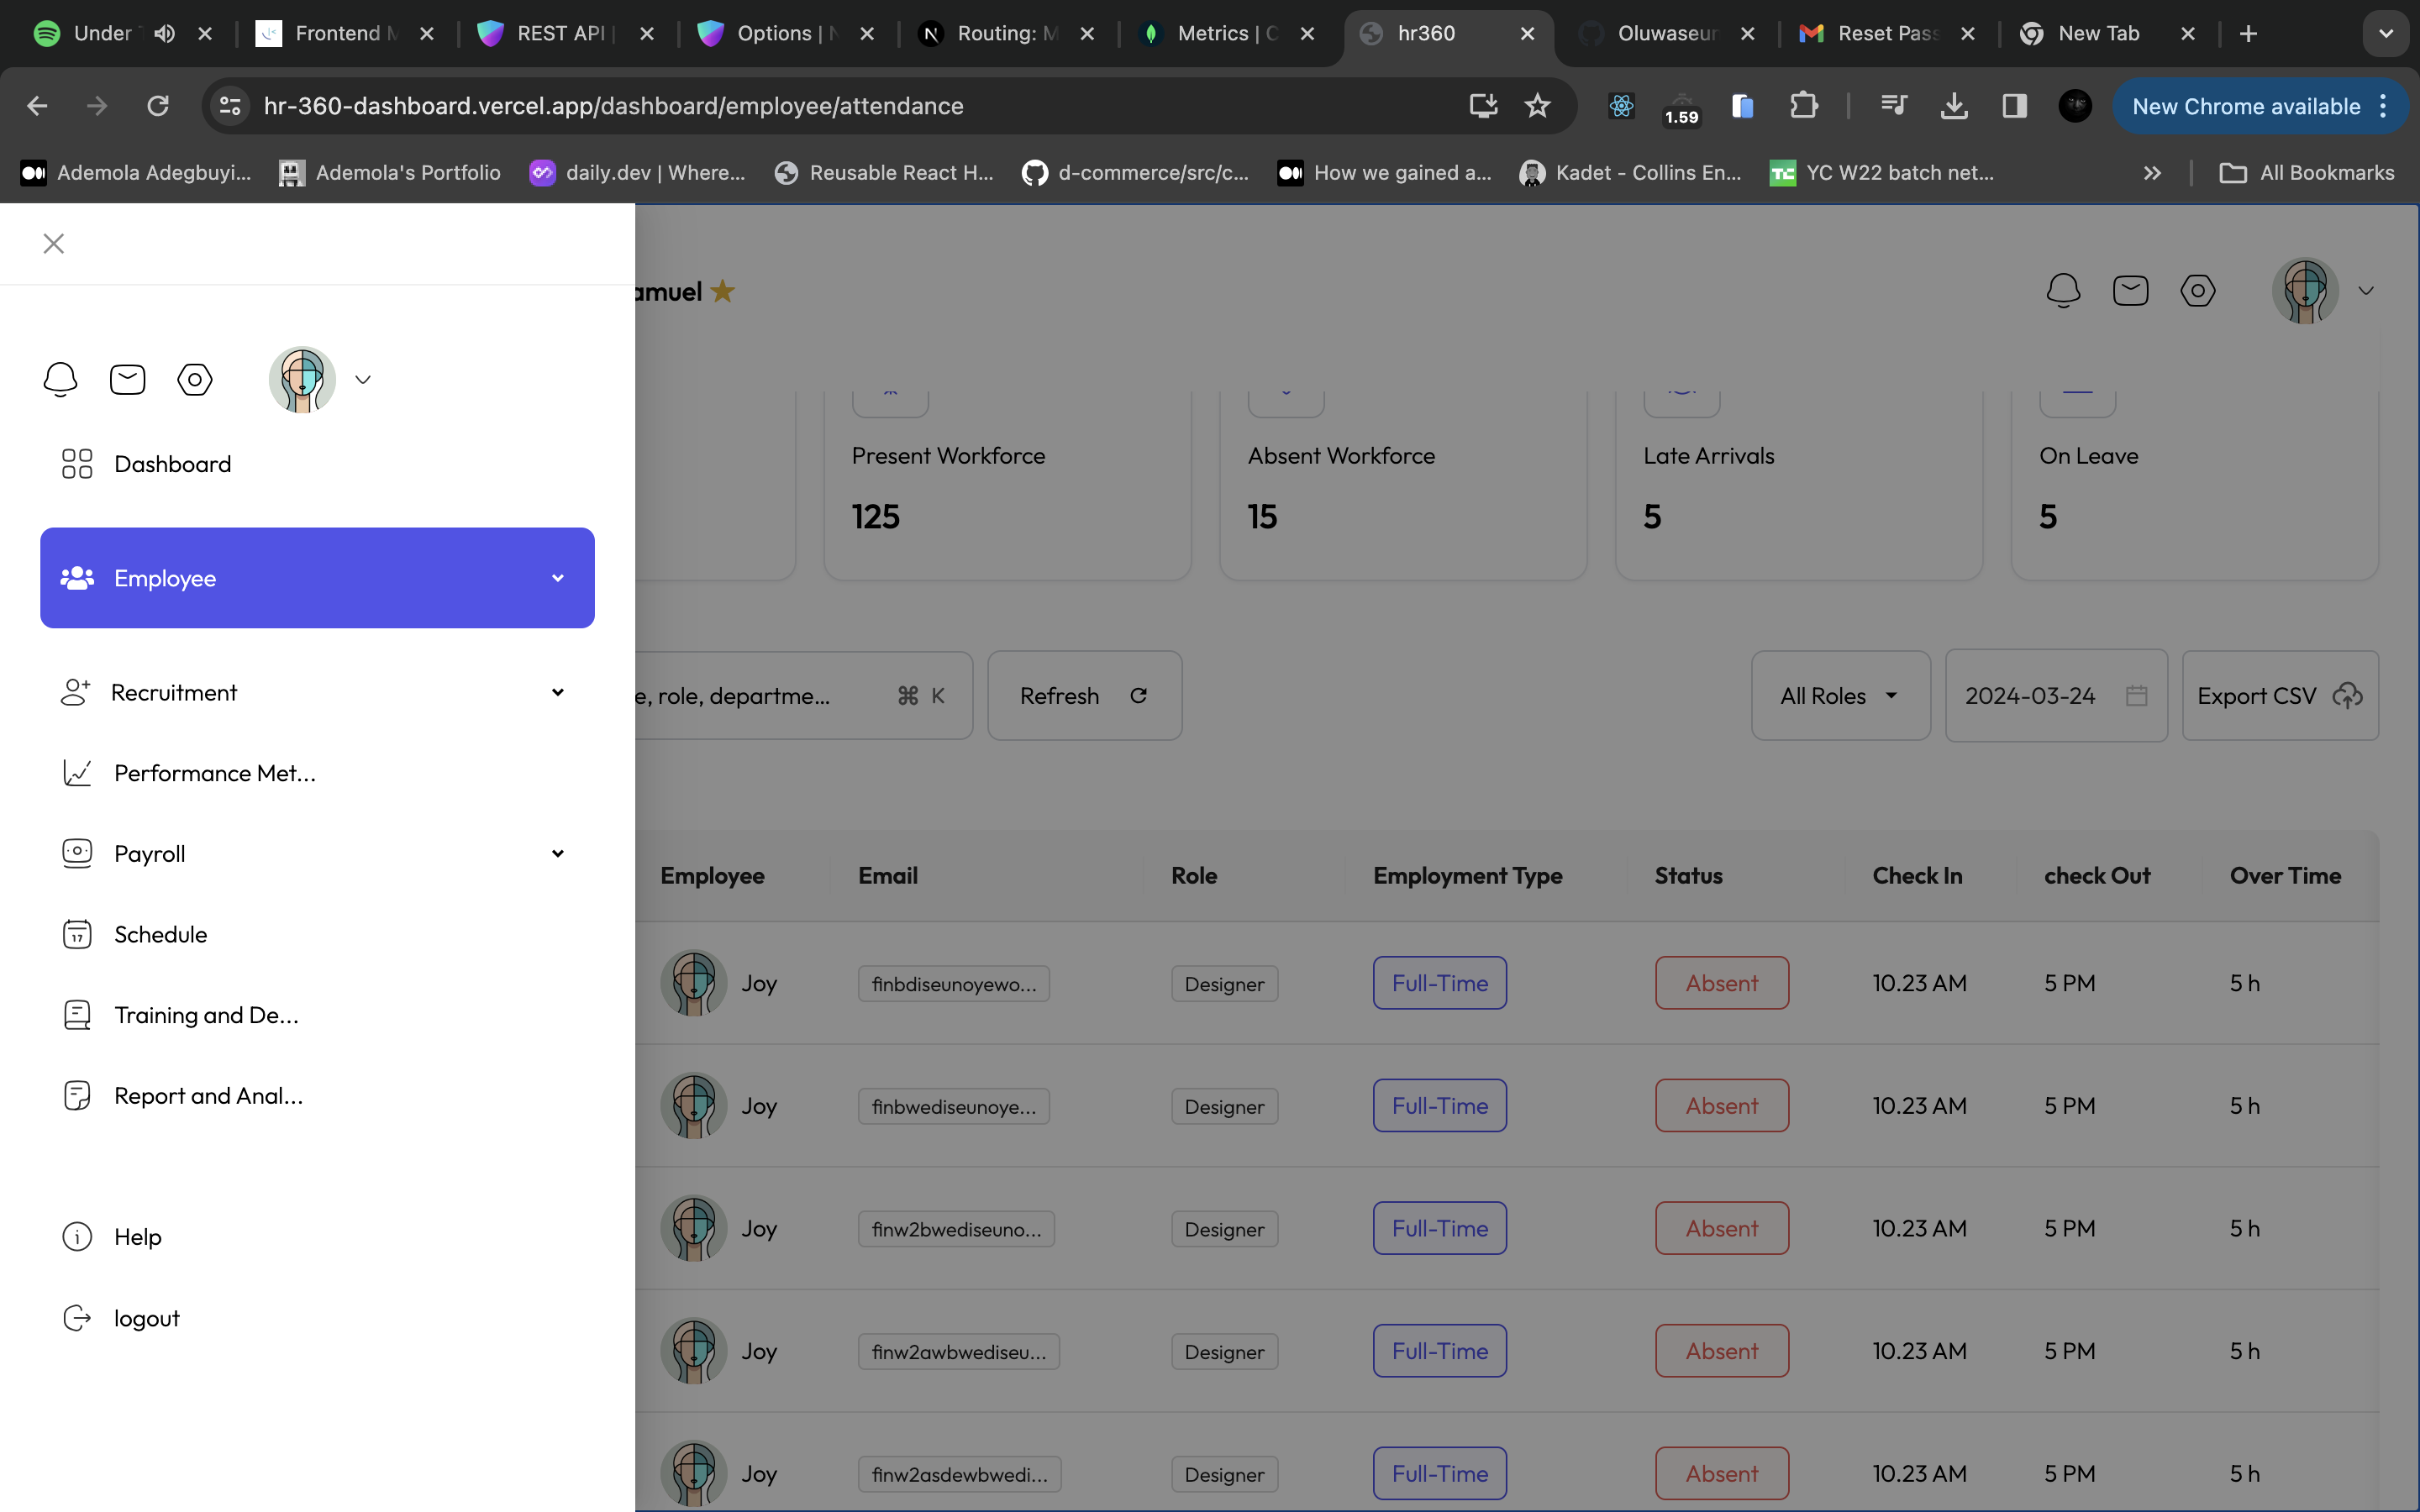 Under
Frontend M
REST API |
Options | N
Routing: M
Metrics | C
hr360
Oluwaseun
Reset Pass
New Tab
hr-360-dashboard.vercel.app/dashboard/employee/attendance
1.59
New Chrome available
Ademola Adegbuyi...
Ademola's Portfolio
daily.dev | Where...
Reusable React H...
d-commerce/src/c...
How we gained a...
Kadet - Collins En...
YC W22 batch net...
All Bookmarks
amuel
Dashboard
Employee
Recruitment
Performance Met...
Payroll
17
Schedule
Training and De...
Report and Anal...
Help
logout
Present Workforce
125
Absent Workforce
15
Late Arrivals
5
On Leave
5
e, role, departme...
⌘ K
Refresh
All Roles
2024-03-24
Export CSV
Employee Email Role Employment Type Status Check In check Out Over Time
Joy finbdiseunoyewo... Designer Full-Time Absent 10.23 AM 5 PM 5 h
Joy finbwediseunoye... Designer Full-Time Absent 10.23 AM 5 PM 5 h
Joy finw2bwediseuno... Designer Full-Time Absent 10.23 AM 5 PM 5 h
Joy finw2awbwediseu... Designer Full-Time Absent 10.23 AM 5 PM 5 h
Joy finw2asdewbwedi... Designer Full-Time Absent 10.23 AM 5 PM 5 h